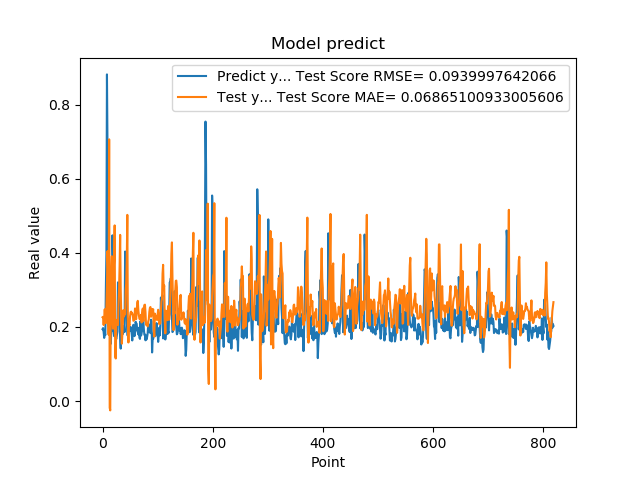 Model predict
Predict y... Test Score RMSE= 0.0939997642066
Test y... Test Score MAE= 0.06865100933005606
Real value
0.8
0.6
0.4
0.2
0.0
0
200
400
600
800
Point